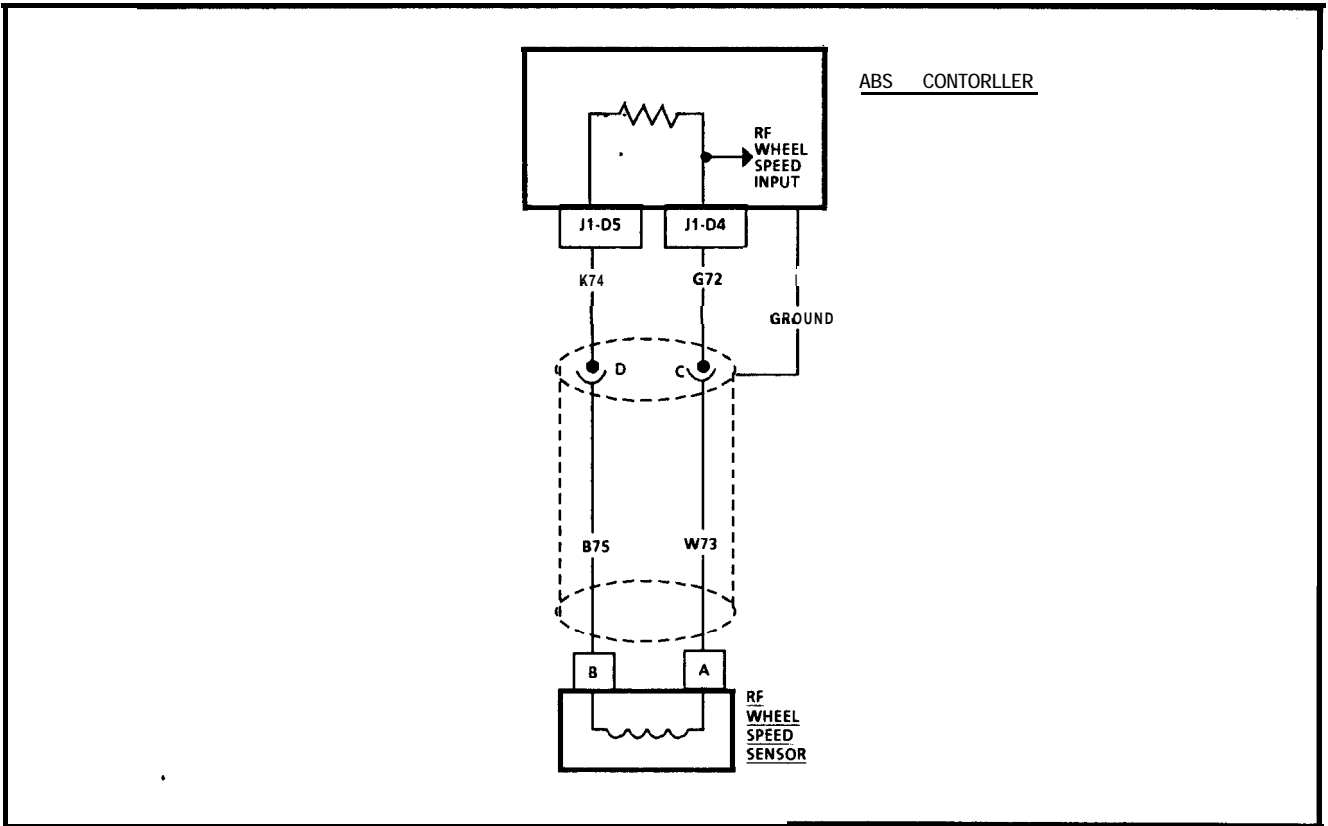 ABS CONTORLLER
RF
WHEEL
SPEED
INPUT
J1-D5 J1-D4
K74 G72
GROUND
D C
B75 W73
B A
RF
WHEEL
SPEED
SENSOR